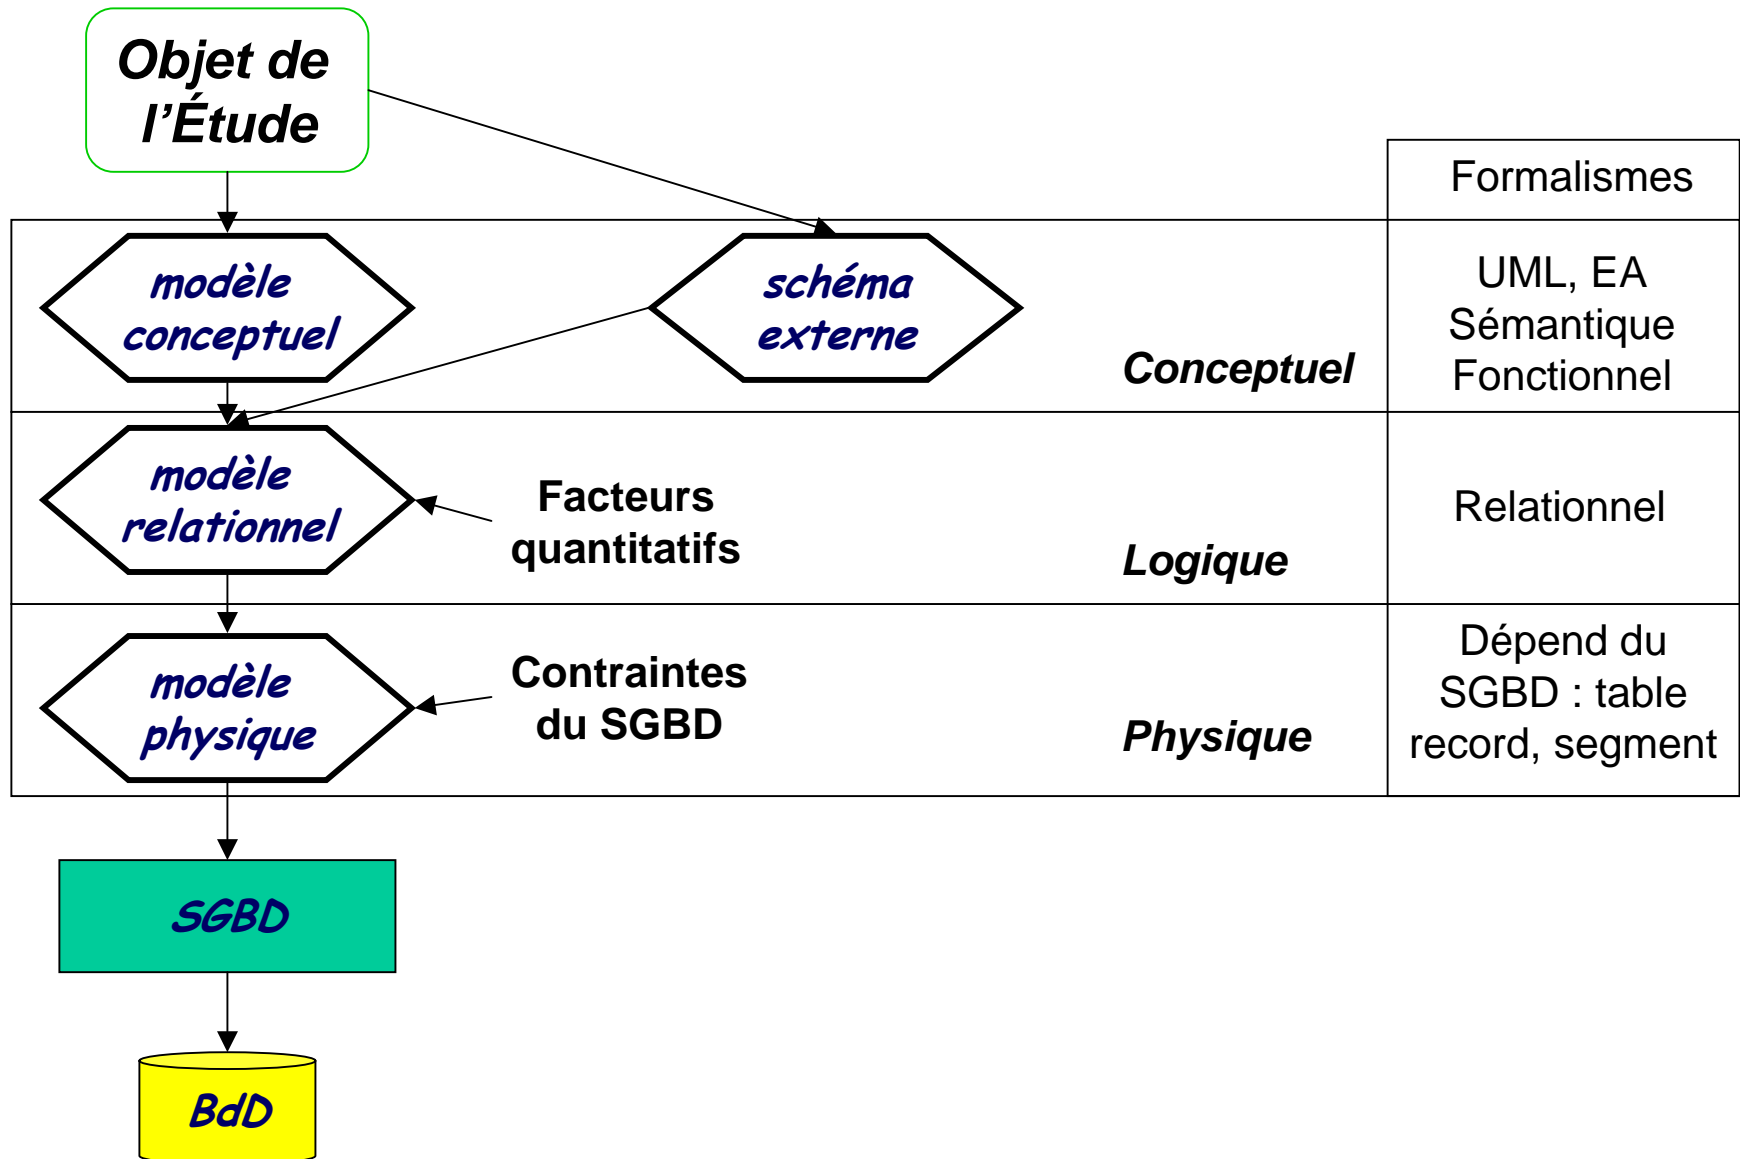 Objet de
l’Étude
Formalismes
modèle
conceptuel
schéma
externe
Conceptuel
UML, EA
Sémantique
Fonctionnel
modèle
relationnel
Facteurs
quantitatifs
Logique
Relationnel
modèle
physique
Contraintes
du SGBD
Physique
Dépend du
SGBD : table
record, segment
SGBD
BdD